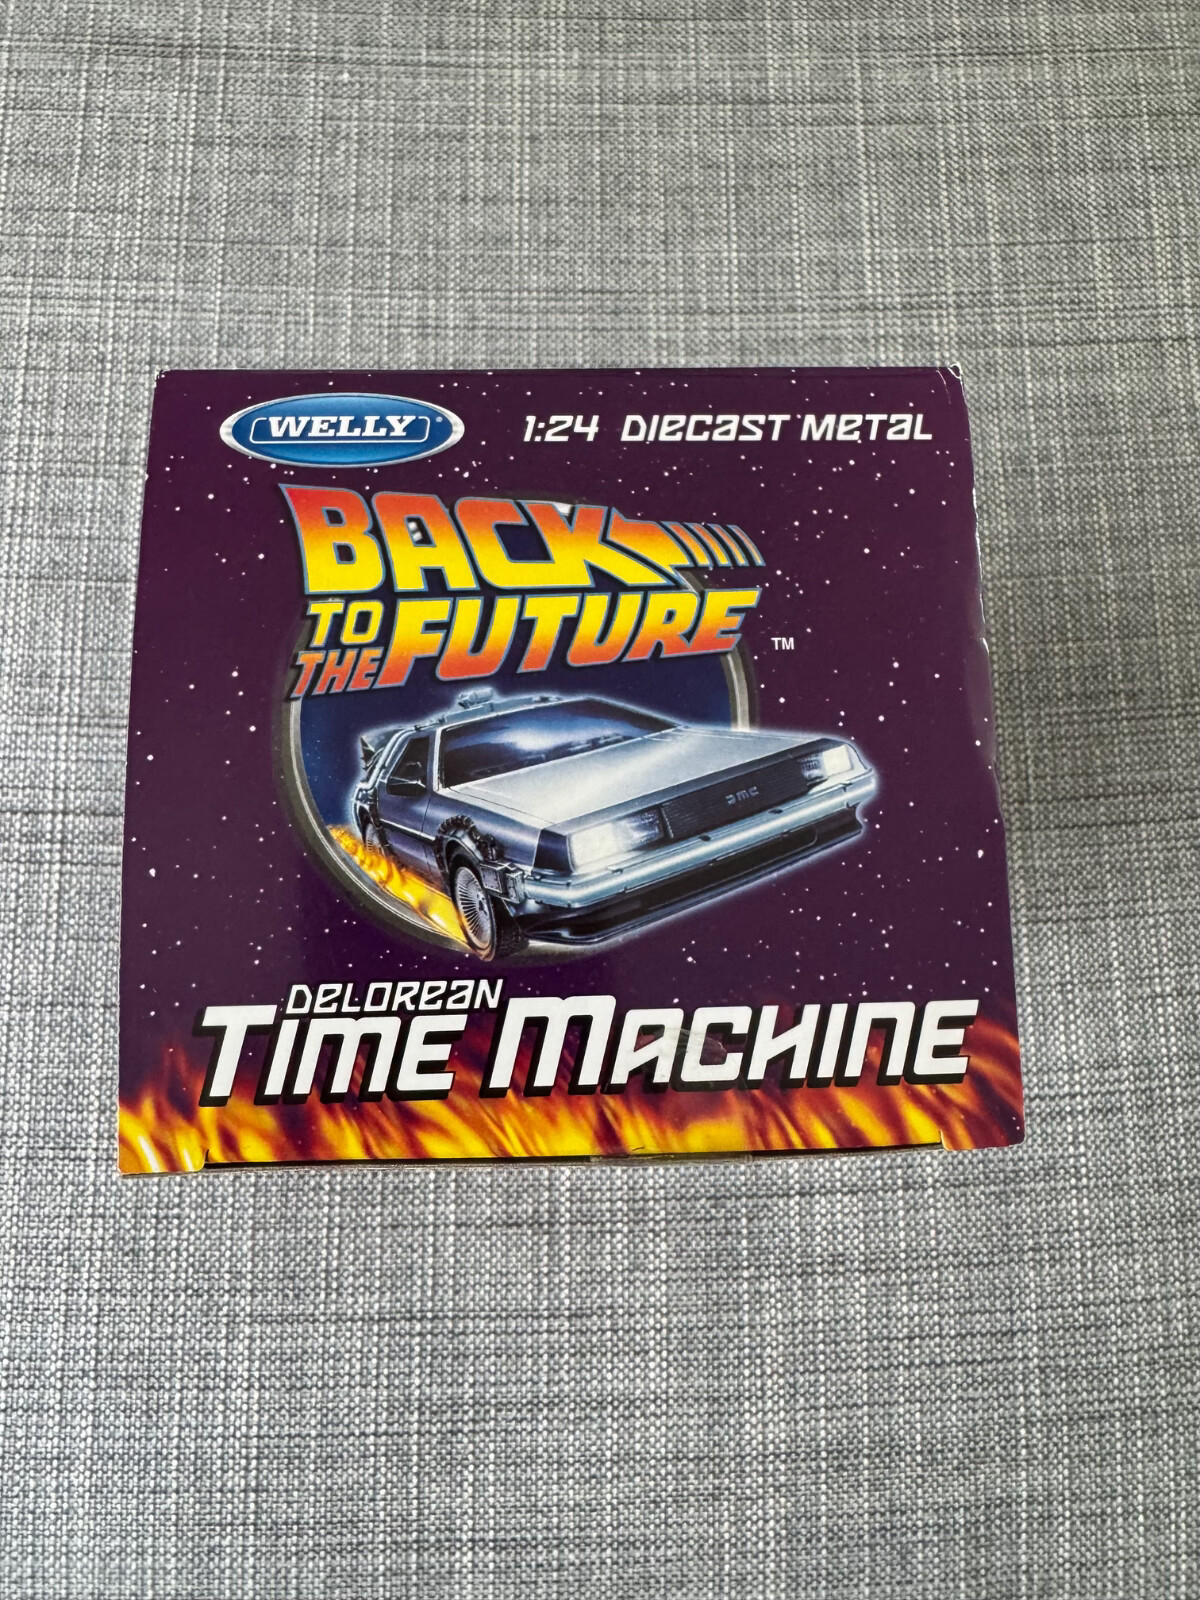 WELLY®
1:24 DIECAST METAL
BACK
TO
THE FUTURE
TM
DMC
DELOREAN
TIME MACHINE